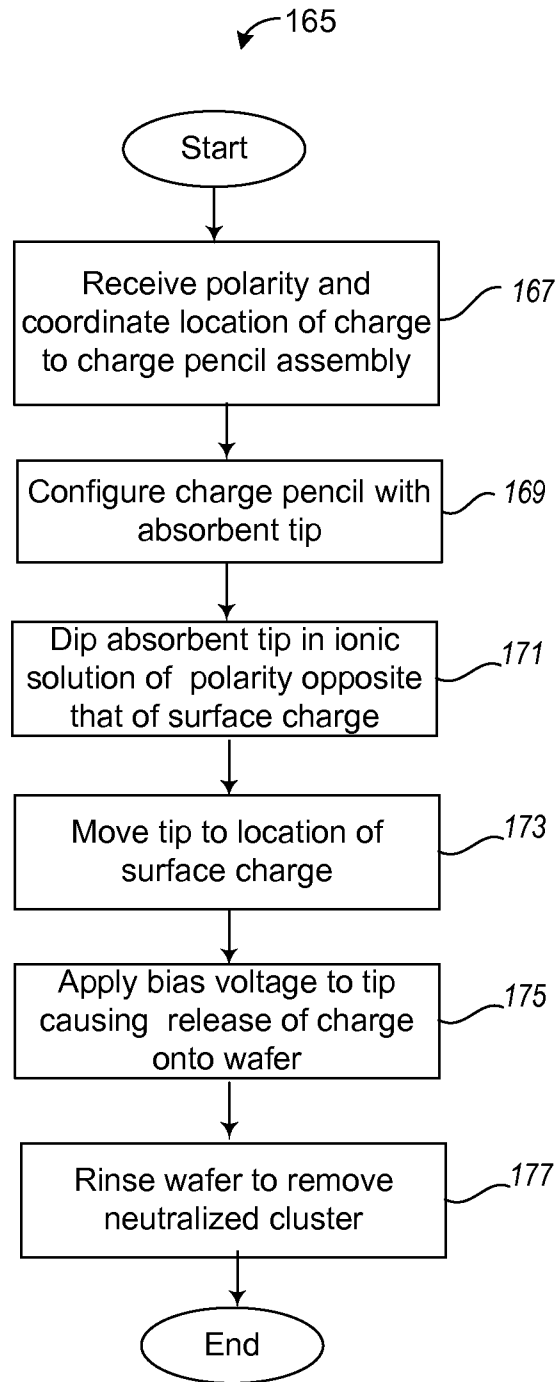 165
Start
Receive polarity and
coordinate location of charge
to charge pencil assembly
167
Configure charge pencil with
absorbent tip
169
Dip absorbent tip in ionic
solution of polarity opposite
that of surface charge
171
Move tip to location of
surface charge
173
Apply bias voltage to tip
causing release of charge
onto wafer
175
Rinse wafer to remove
neutralized cluster
177
End